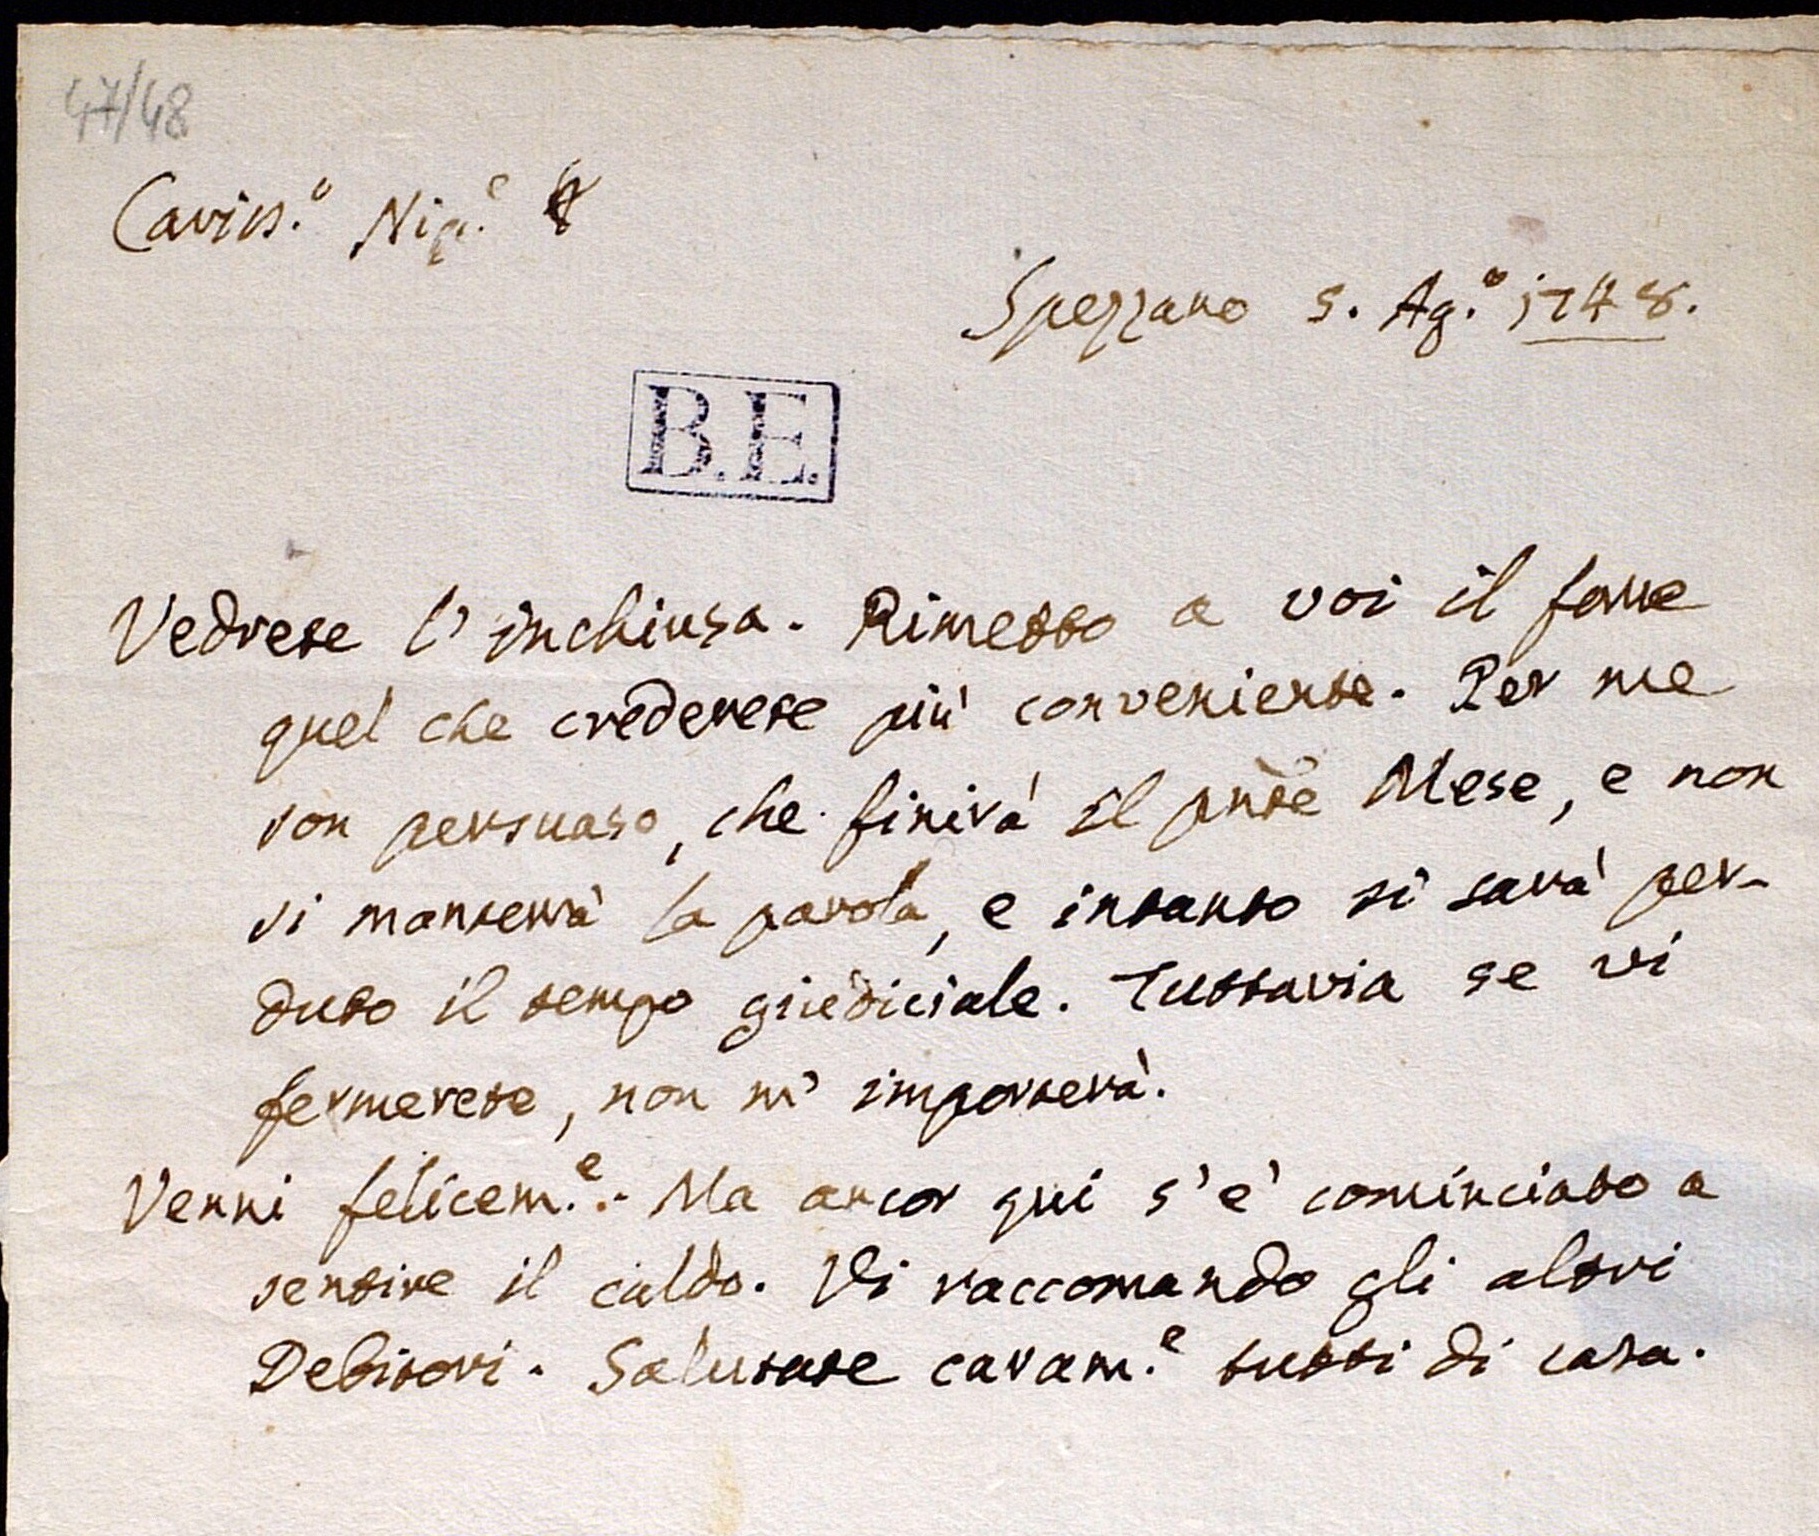 47/48
Cariss.º Nip.e
Spezzano 5. Ag.º 1748.
B.E.
Vedrete l'inchiusa. Rimetto a voi il farne
quel che crederete più conveniente. Per me
son persuaso, che finirà il pnte Mese, e non
si manterrà la parola, e intanto si sarà per-
duto il tempo giudiciale. Tuttavia se vi
fermerete, non m'importerà.
Venni felicem.e. Ma ancor qui s'è cominciato a
sentire il caldo. Vi raccomando gli altri
Debitori. Salutate caram.e tutti di casa.